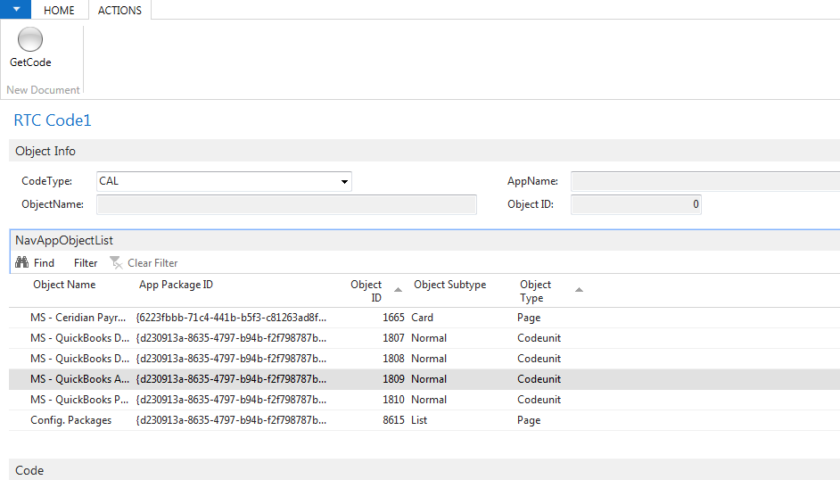 HOME ACTIONS
GetCode
New Document
RTC Code1
Object Info
CodeType: CAL AppName:
ObjectName: Object ID: 0
NavAppObjectList
Find Filter Clear Filter
Object Name App Package ID Object ID Object Subtype Object Type
MS - Ceridian Payr... {6223fbbb-71c4-441b-b5f3-c81263ad8f... 1665 Card Page
MS - QuickBooks D... {d230913a-8635-4797-b94b-f2f798787b... 1807 Normal Codeunit
MS - QuickBooks D... {d230913a-8635-4797-b94b-f2f798787b... 1808 Normal Codeunit
MS - QuickBooks A... {d230913a-8635-4797-b94b-f2f798787b... 1809 Normal Codeunit
MS - QuickBooks P... {d230913a-8635-4797-b94b-f2f798787b... 1810 Normal Codeunit
Config. Packages {d230913a-8635-4797-b94b-f2f798787b... 8615 List Page
Code